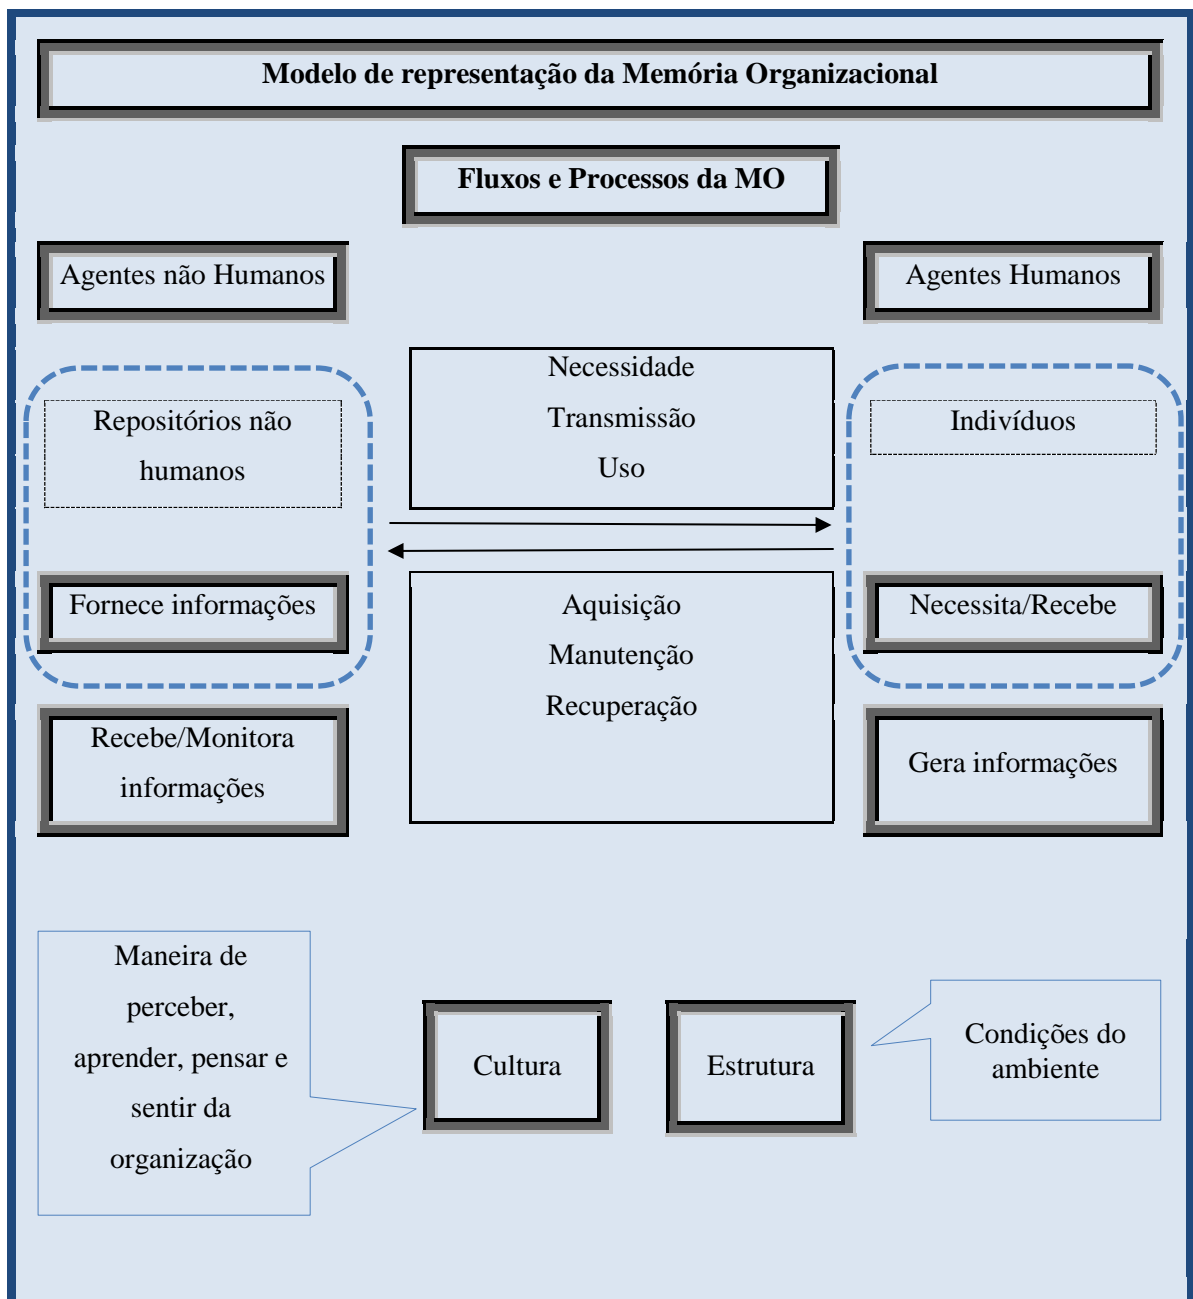 Modelo de representação da Memória Organizacional
Fluxos e Processos da MO
Agentes não Humanos
Agentes Humanos
Repositórios não
humanos
Necessidade
Transmissão
Uso
Indivíduos
Fornece informações
Aquisição
Manutenção
Recuperação
Necessita/Recebe
Recebe/Monitora
informações
Gera informações
Maneira de
perceber,
aprender, pensar e
sentir da
organização
Cultura
Estrutura
Condições do
ambiente